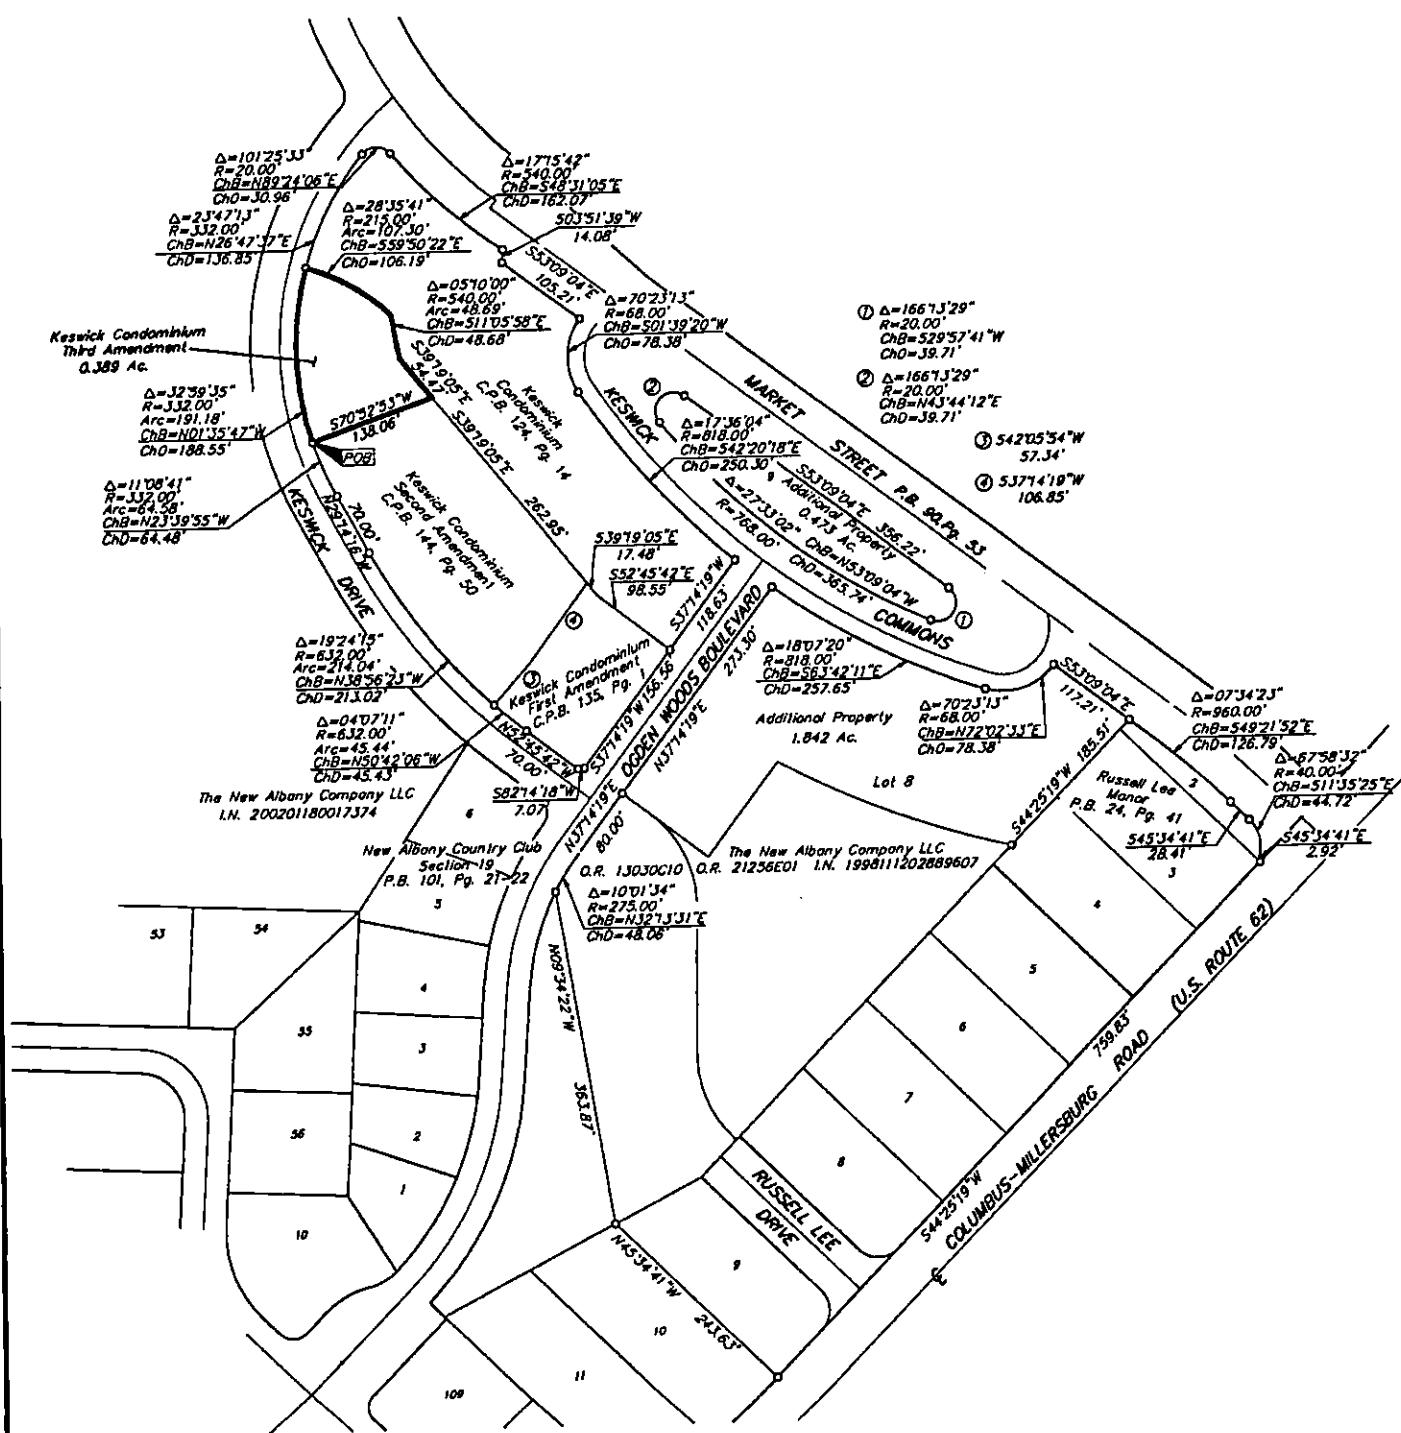 Δ=101°25'33"
R=20.00'
ChB=N89°24'06"E
ChD=30.96'
Δ=17°15'42"
R=540.00'
ChB=S48°31'05"E
ChD=162.07'
Δ=23°47'13"
R=332.00'
ChB=N26°47'37"E
ChD=136.85'
Δ=28°35'41"
R=215.00'
Arc=107.30'
ChB=S59°50'22"E
ChD=106.19'
S03°51'39"W
14.08'
S53°09'04"E
105.21'
Δ=05°10'00"
R=540.00'
Arc=48.69'
ChB=S11°05'58"E
ChD=48.68'
Δ=70°23'13"
R=68.00'
ChB=S01°39'20"W
ChD=78.38'
① Δ=166°13'29"
R=20.00'
ChB=S29°57'41"W
ChD=39.71'
② Δ=166°13'29"
R=20.00'
ChB=N43°44'12"E
ChD=39.71'
③ S42°05'54"W
57.34'
④ S37°14'19"W
106.85'
Keswick Condominium
Third Amendment
0.389 Ac.
Δ=32°59'35"
R=332.00'
Arc=191.18'
ChB=N01°35'47"W
ChD=188.55'
S39°19'05"E
54.47'
S70°52'53"W
138.06'
POB
Keswick
Condominium
C.P.B. 124, Pg. 14
S39°19'05"E
262.95'
KESWICK
COMMONS
MARKET STREET P.B. 90, Pg. 53
②
Δ=17°36'04"
R=818.00'
ChB=S42°20'18"E
ChD=250.30'
S53°09'04"E 356.22'
Additional Property
0.473 Ac.
Δ=27°33'02" ChB=N53°09'04"W
R=768.00' ChD=365.74'
①
Δ=11°08'41"
R=332.00'
Arc=64.58'
ChB=N23°39'55"W
ChD=64.48'
KESWICK DRIVE
N29°14'16"W
70.00'
Keswick Condominium
Second Amendment
C.P.B. 144, Pg. 50
S39°19'05"E
17.48'
S52°45'42"E
98.55'
S37°14'19"W
118.63'
④
Δ=19°24'15"
R=632.00'
Arc=214.04'
ChB=N38°56'23"W
ChD=213.02'
③
Keswick Condominium
First Amendment
C.P.B. 135, Pg. 1
S37°14'19"W 156.56'
OGDEN WOODS BOULEVARD
273.30'
N37°14'19"E
Δ=18°07'20"
R=818.00'
ChB=S63°42'11"E
ChD=257.65'
S53°09'04"E
117.21'
Δ=07°34'23"
R=960.00'
ChB=S49°21'52"E
ChD=126.79'
Additional Property
1.842 Ac.
Δ=70°23'13"
R=68.00'
ChB=N72°02'33"E
ChD=78.38'
Δ=04°07'11"
R=632.00'
Arc=45.44'
ChB=N50°42'06"W
ChD=45.43'
N52°45'42"W
70.00'
S82°14'18"W
7.07'
The New Albany Company LLC
I.N. 200201180017374
Lot 8
S44°25'19"W 185.51'
Russell Lee
Manor
P.B. 24, Pg. 41
2
Δ=67°58'32"
R=40.00'
ChB=S11°35'25"E
ChD=44.72'
S45°34'41"E
28.41'
S45°34'41"E
2.92'
6
N37°14'19"E
80.00'
New Albany Country Club
Section 19
P.B. 101, Pg. 21-22
The New Albany Company LLC
O.R. 13030C10 O.R. 21256E01 I.N. 199811120289607
Δ=10°01'34"
R=275.00'
ChB=N32°13'31"E
ChD=48.06'
3
4
5
6
7
8
53
54
5
4
3
2
1
55
56
10
N09°34'22"W
363.87'
759.83'
S44°25'19"W
COLUMBUS-MILLERSBURG ROAD (U.S. ROUTE 62)
℄
RUSSELL LEE
DRIVE
9
N45°34'41"W
243.63'
10
11
109